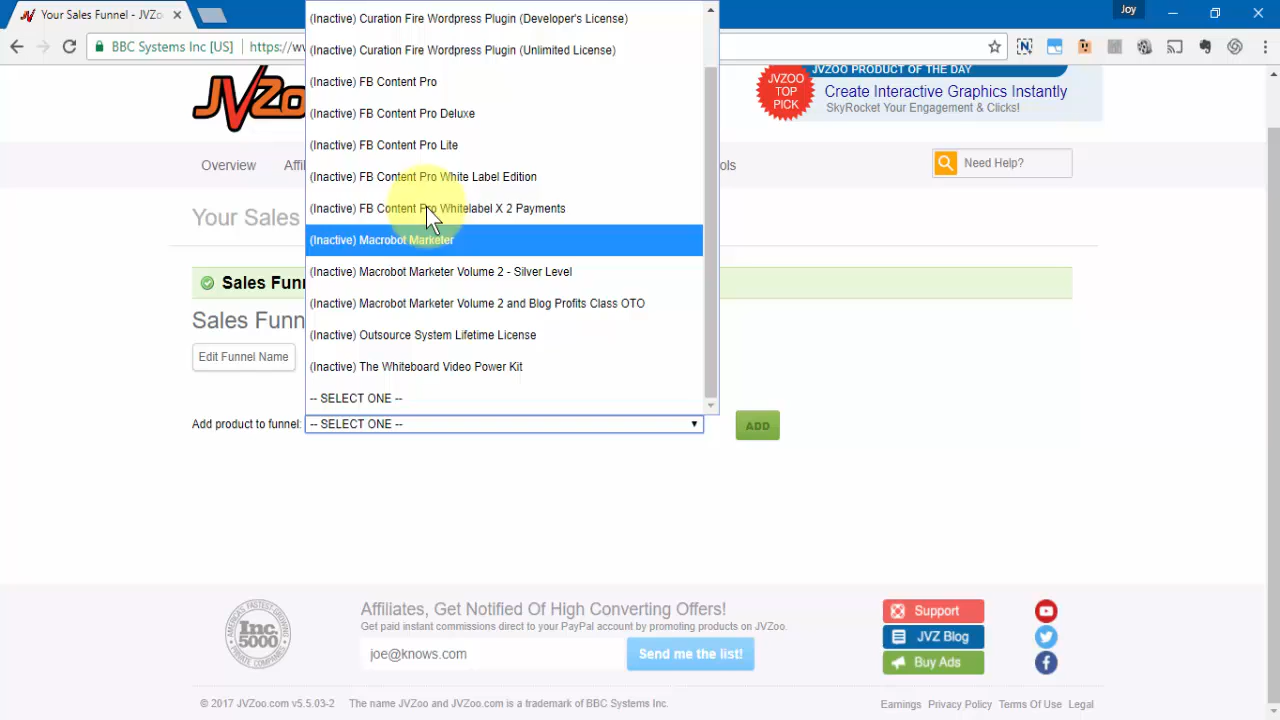 Your Sales Funnel - JVZo
Joy
BBC Systems Inc [US]
https://ww
(Inactive) Curation Fire Wordpress Plugin (Developer's License)
(Inactive) Curation Fire Wordpress Plugin (Unlimited License)
(Inactive) FB Content Pro
(Inactive) FB Content Pro Deluxe
(Inactive) FB Content Pro Lite
(Inactive) FB Content Pro White Label Edition
(Inactive) FB Content Pro Whitelabel X 2 Payments
(Inactive) Macrobot Marketer
(Inactive) Macrobot Marketer Volume 2 - Silver Level
(Inactive) Macrobot Marketer Volume 2 and Blog Profits Class OTO
(Inactive) Outsource System Lifetime License
(Inactive) The Whiteboard Video Power Kit
-- SELECT ONE --
JVZoo
JVZOO TOP PICK
JVZOO PRODUCT OF THE DAY
Create Interactive Graphics Instantly
SkyRocket Your Engagement & Clicks!
Overview
Affi
ols
Need Help?
Your Sales
Sales Funn
Sales Funn
Edit Funnel Name
Add product to funnel:
-- SELECT ONE --
ADD
AMERICA'S FASTEST-GROWING
Inc.
5000
PRIVATE COMPANIES
Affiliates, Get Notified Of High Converting Offers!
Get paid instant commissions direct to your PayPal account by promoting products on JVZoo.
joe@knows.com
Send me the list!
Support
JVZ Blog
Buy Ads
© 2017 JVZoo.com v5.5.03-2
The name JVZoo and JVZoo.com is a trademark of BBC Systems Inc.
Earnings
Privacy Policy
Terms Of Use
Legal